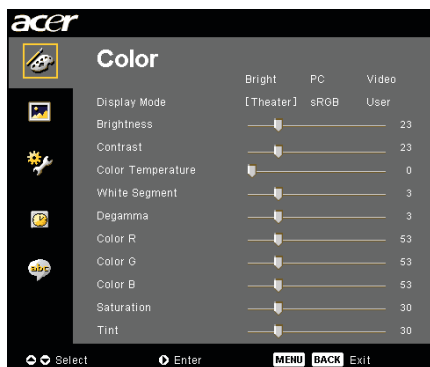 acer
Color
Bright PC Video
Display Mode [Theater] sRGB User
Brightness 23
Contrast 23
Color Temperature 0
White Segment 3
Degamma 3
Color R 53
Color G 53
Color B 53
abc
Saturation 30
Tint 30
Select Enter MENU BACK Exit